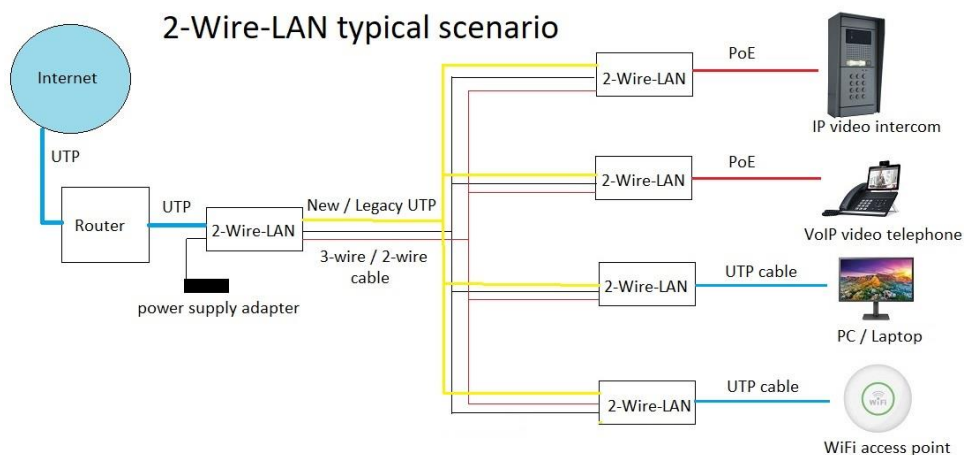 2-Wire-LAN typical scenario
Internet
UTP
Router
UTP
2-Wire-LAN
power supply adapter
New / Legacy UTP
3-wire / 2-wire
cable
2-Wire-LAN
PoE
IP video intercom
2-Wire-LAN
PoE
VoIP video telephone
2-Wire-LAN
UTP cable
PC / Laptop
2-Wire-LAN
UTP cable
WiFi
WiFi access point